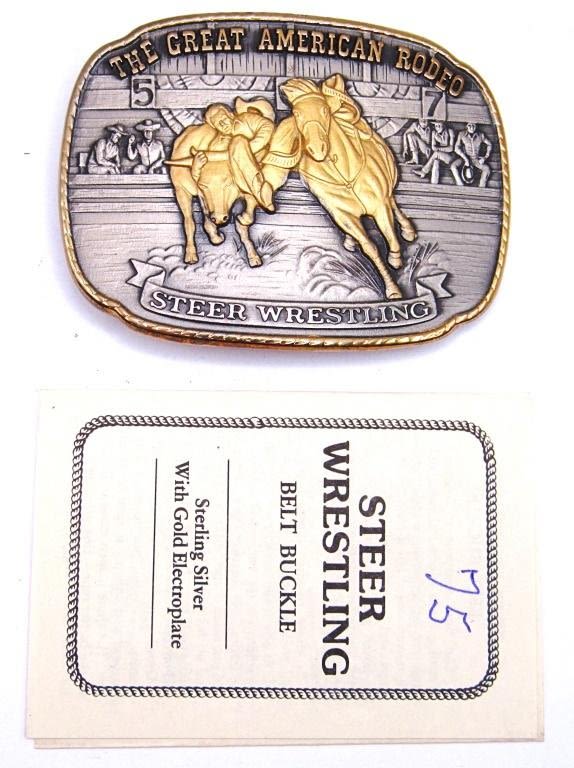 THE GREAT AMERICAN RODEO
5
7
STEER WRESTLING
STEER
WRESTLING
BELT BUCKLE
Sterling Silver
With Gold Electroplate
75